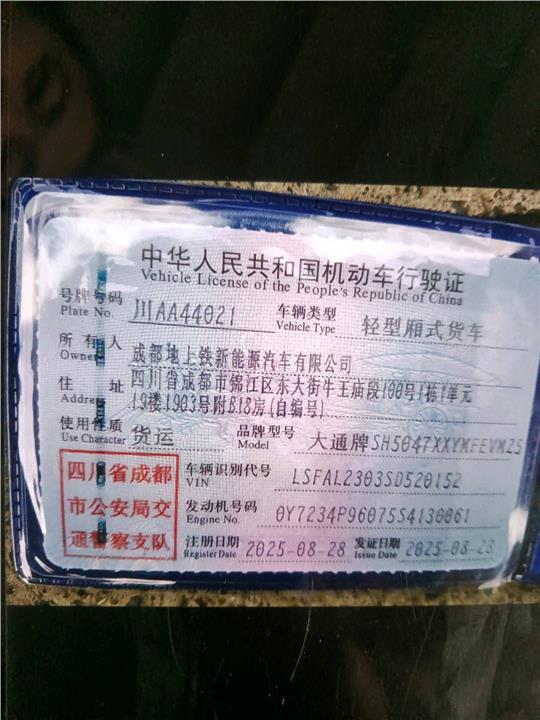 中华人民共和国机动车行驶证
Vehicle License of the People's Republic of China
号牌号码 Plate No. 川AA44021 车辆类型 Vehicle Type 轻型厢式货车
所有人 Owner 成都地上铁新能源汽车有限公司
住址 Address 四川省成都市锦江区东大街牛王庙段100号1栋1单元
19楼1903号附B18房(自编号)
使用性质 Use Character 货运 品牌型号 Model 大通牌SH5047XXYMFEVMZ5
四川省成都
市公安局交
通警察支队
车辆识别代号 VIN LSFAL2303SD520152
发动机号码 Engine No. 0Y7234P96075S4130061
注册日期 Register Date 2025-08-28 发证日期 Issue Date 2025-08-28